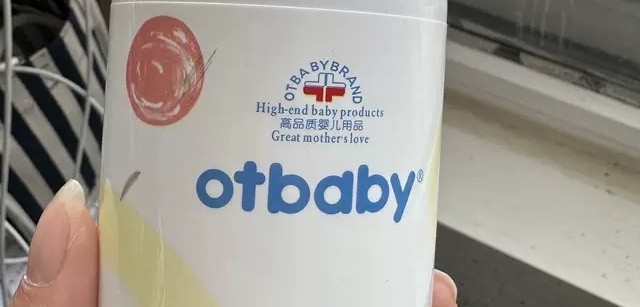 OTBABYBRAND
High-end baby products
高品质婴儿用品
Great mother's love
otbaby®